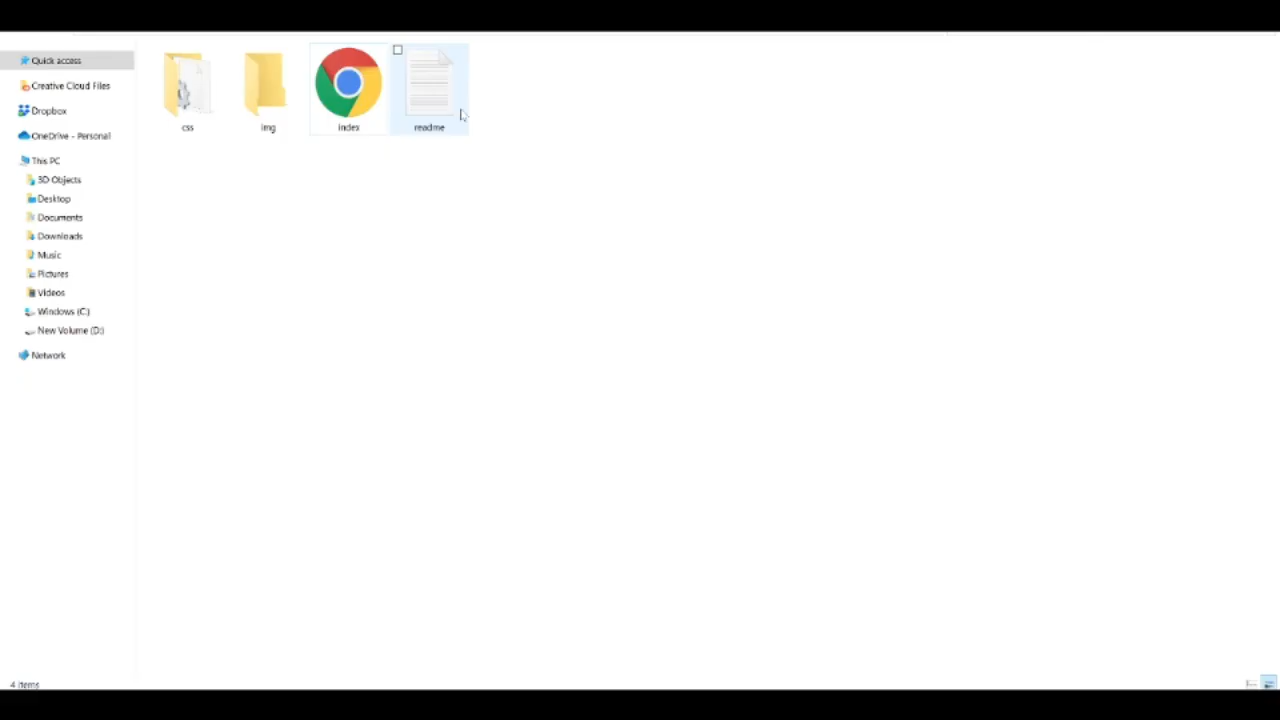 Quick access
Creative Cloud Files
Dropbox
OneDrive - Personal
This PC
3D Objects
Desktop
Documents
Downloads
Music
Pictures
Videos
Windows (C:)
New Volume (D:)
Network
css
img
index
readme
4 items